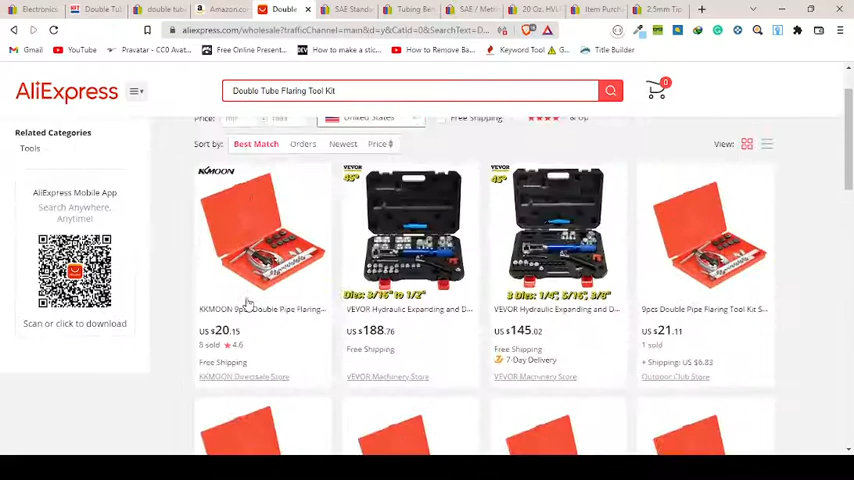 Electronics
Double Tub
double tub
Amazon.co
Double
SAE Stand
Tubing Ben
SAE / Metri
20 Oz. HVL
Item Purch
2.5mm Tip
aliexpress.com/wholesale?trafficChannel=main&d=y&CatId=0&SearchText=D...
Gmail
YouTube
Pravatar - CC0 Avat...
Free Online Present...
How to make a stic...
How to Remove Ba...
Keyword Tool
Title Builder
AliExpress
Double Tube Flaring Tool Kit
0
Price:
United States
Free Shipping
& Up
Related Categories
Tools
Sort by:
Best Match
Orders
Newest
Price
View:
AliExpress Mobile App
Search Anywhere,
Anytime!
Scan or click to download
KKMOON
VEVOR
45°
Dies: 3/16" to 1/2"
VEVOR
45°
3 Dies: 1/4", 5/16", 3/8"
KKMOON 9pcs Double Pipe Flaring...
VEVOR Hydraulic Expanding and D...
VEVOR Hydraulic Expanding and D...
9pcs Double Pipe Flaring Tool Kit S...
US $20.15
US $188.76
US $145.02
US $21.11
8 sold ★4.6
Free Shipping
Free Shipping
1 sold
Free Shipping
7-Day Delivery
+ Shipping: US $6.83
KKMOON Directsale Store
VEVOR Machinery Store
VEVOR Machinery Store
Outdoor Club Store